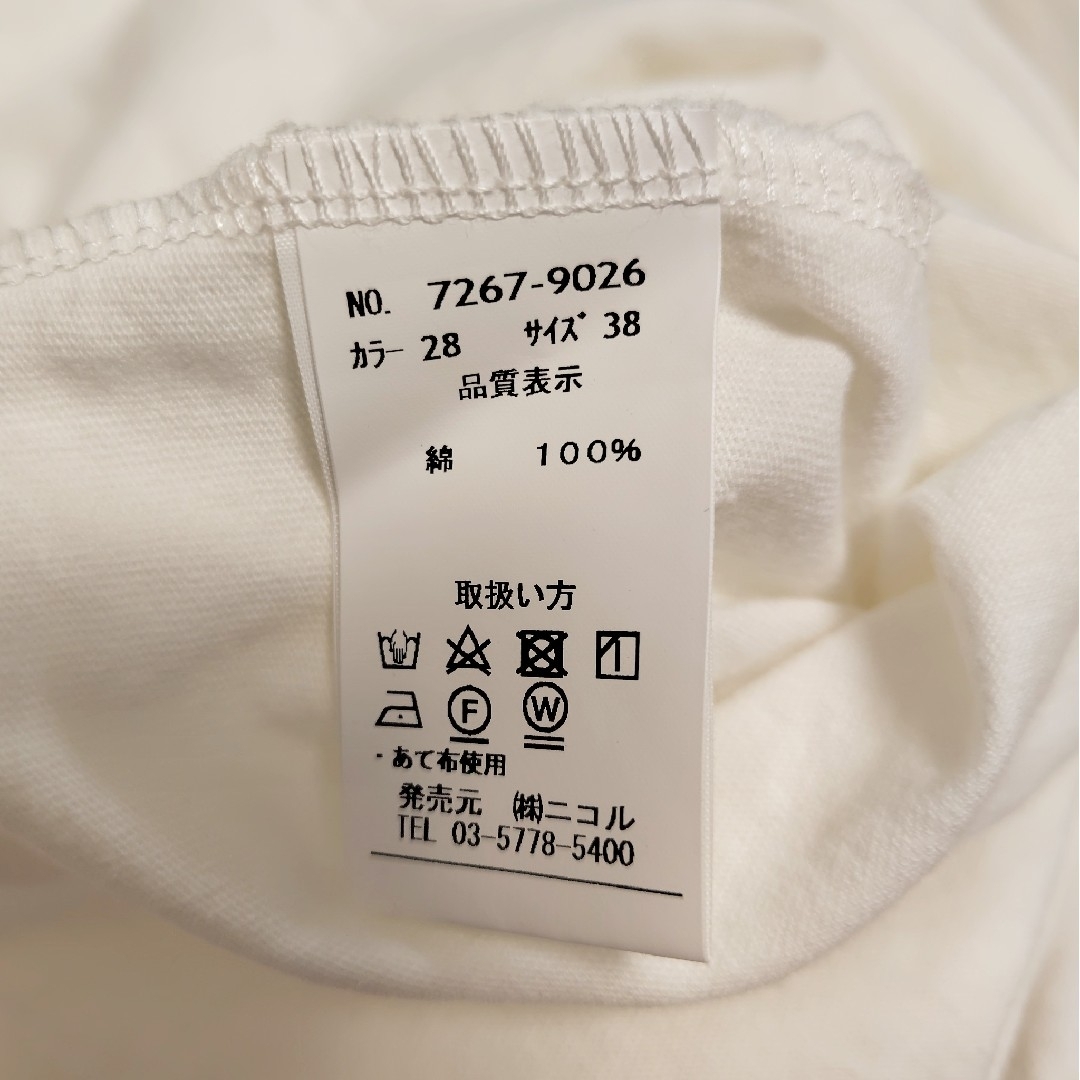 NO. 7267-9026
ｶﾗｰ 28 ｻｲｽﾞ 38
品質表示
綿 １００％
取扱い方
F W
・あて布使用
発売元 ㈱ニコル
TEL 03-5778-5400